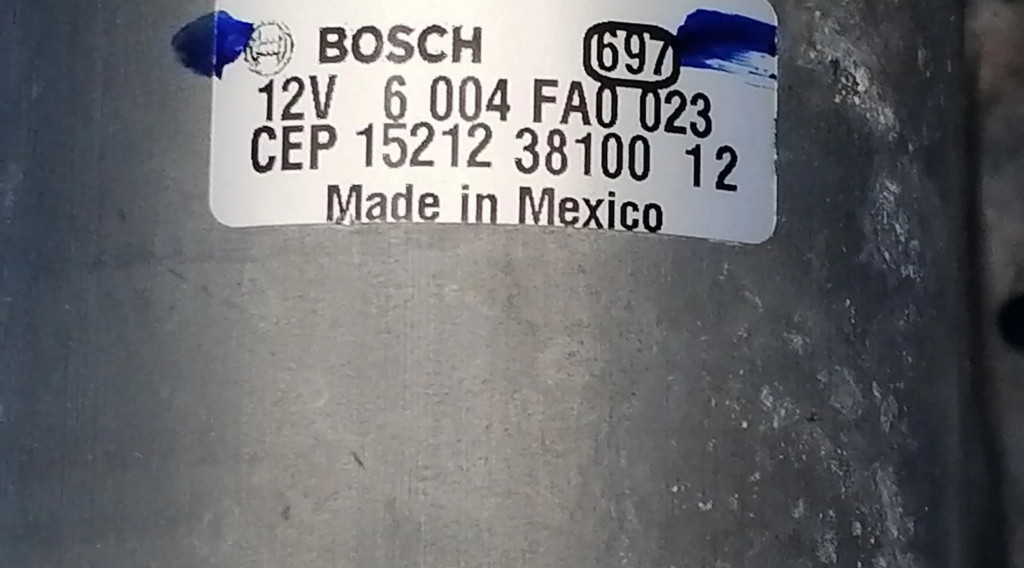 BOSCH 697
12V 6 004 FA0 023
CEP 15212 38100 12
Made in Mexico